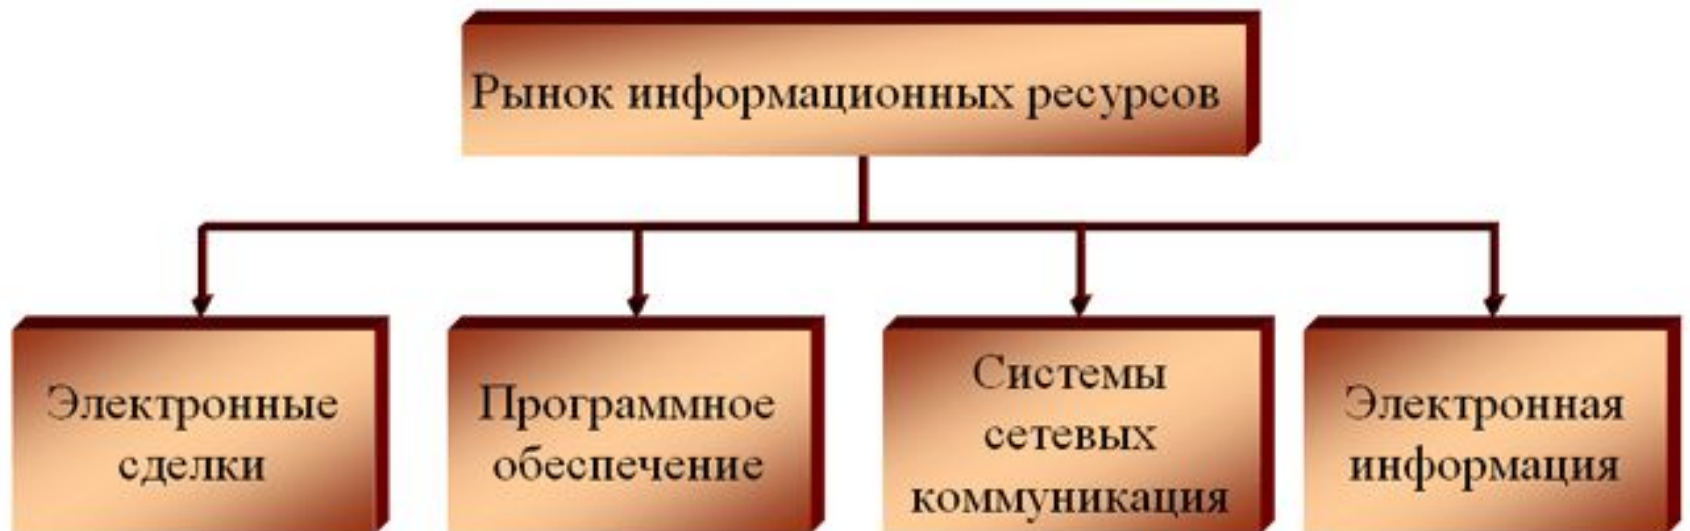 Рынок информационных ресурсов
Электронные
сделки
Программное
обеспечение
Системы
сетевых
коммуникация
Электронная
информация